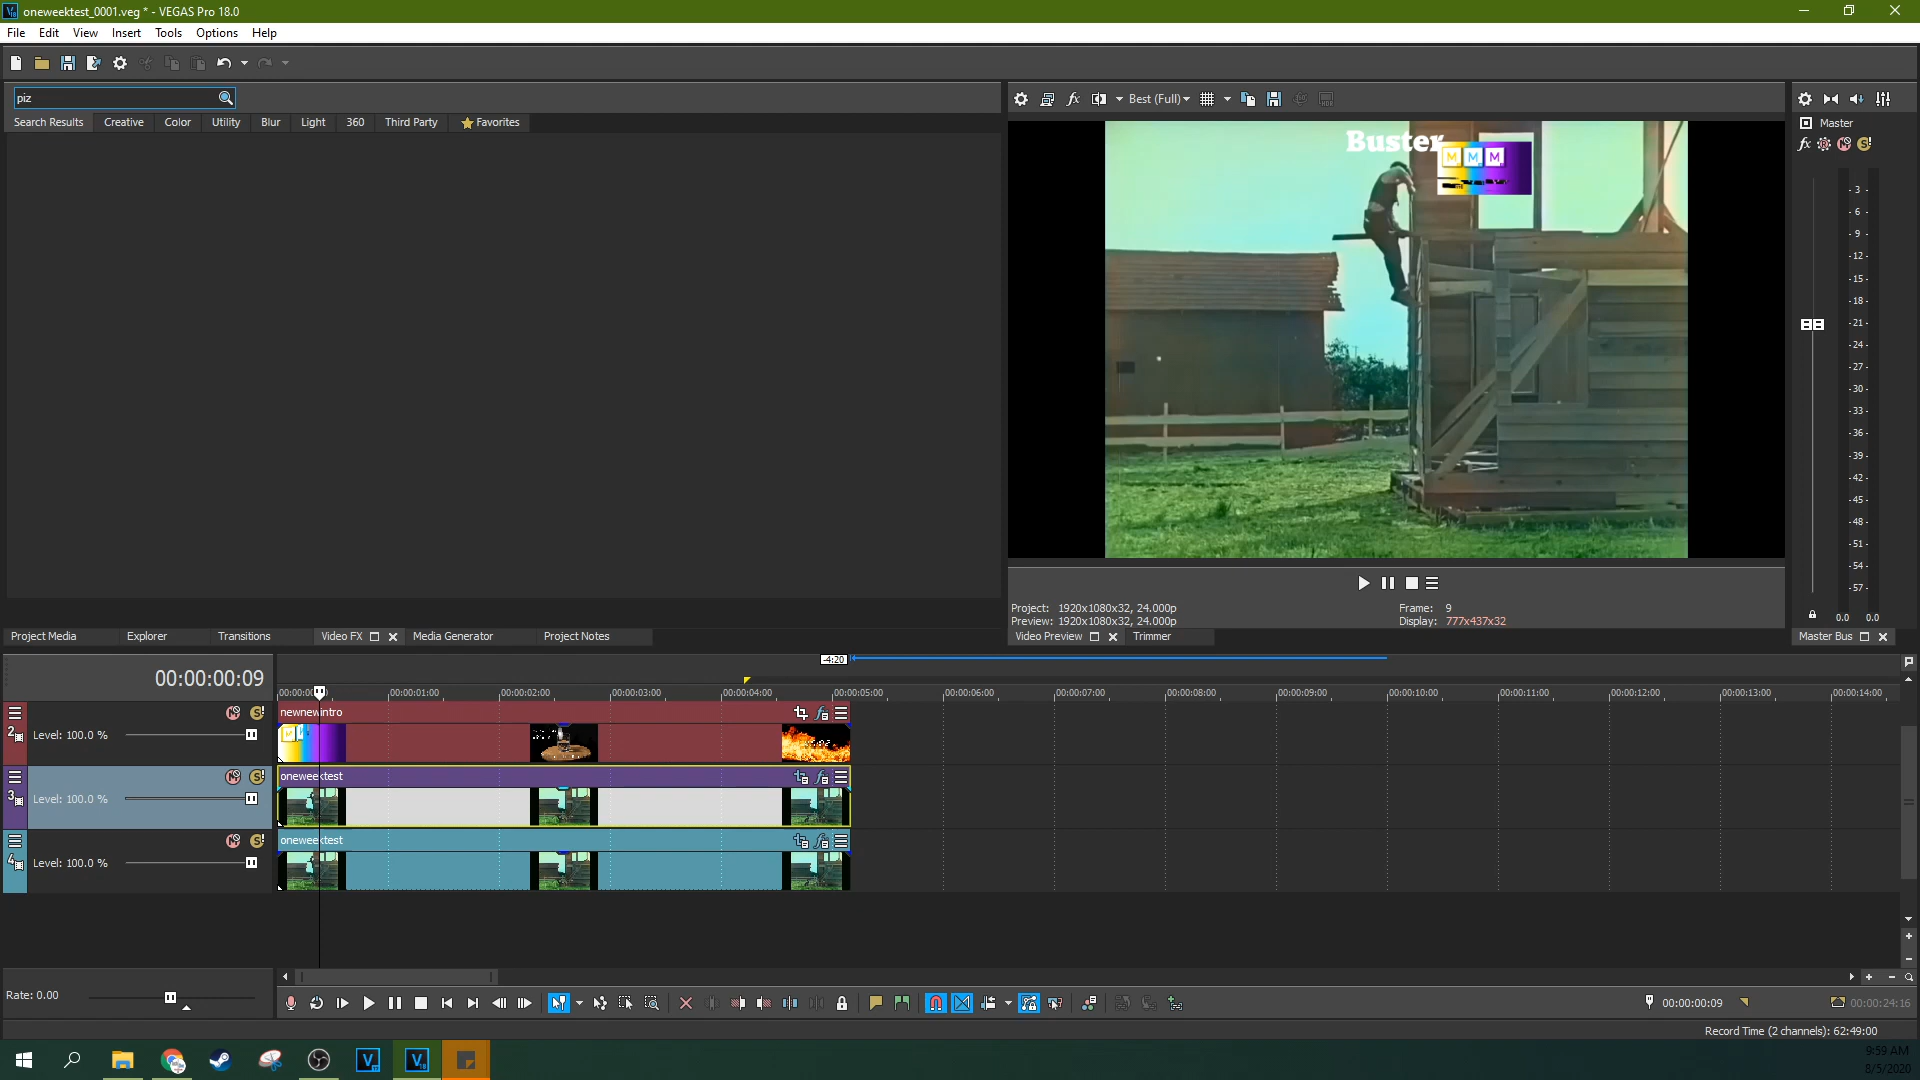 oneweektest_0001.veg * - VEGAS Pro 18.0
File Edit View Insert Tools Options Help
piz
Search Results Creative Color Utility Blur Light 360 Third Party Favorites
Best (Full)
Buster
M M M
Master
3
6
9
12
15
18
21
24
27
30
33
36
39
42
45
48
51
54
57
0.0 0.0
Project: 1920x1080x32, 24.000p
Preview: 1920x1080x32, 24.000p
Frame: 9
Display: 777x437x32
Project Media Explorer Transitions Video FX Media Generator Project Notes
Video Preview Trimmer
Master Bus
00:00:00:09
-4:20
00:00:01:00 00:00:02:00 00:00:03:00 00:00:04:00 00:00:05:00 00:00:06:00 00:00:07:00 00:00:08:00 00:00:09:00 00:00:10:00 00:00:11:00 00:00:12:00 00:00:13:00 00:00:14:00
newnewintro
2 Level: 100.0 %
oneweektest
3 Level: 100.0 %
oneweektest
4 Level: 100.0 %
Rate: 0.00
00:00:00:09
00:00:24:16
Record Time (2 channels): 62:49:00
9:59 AM
8/5/2020